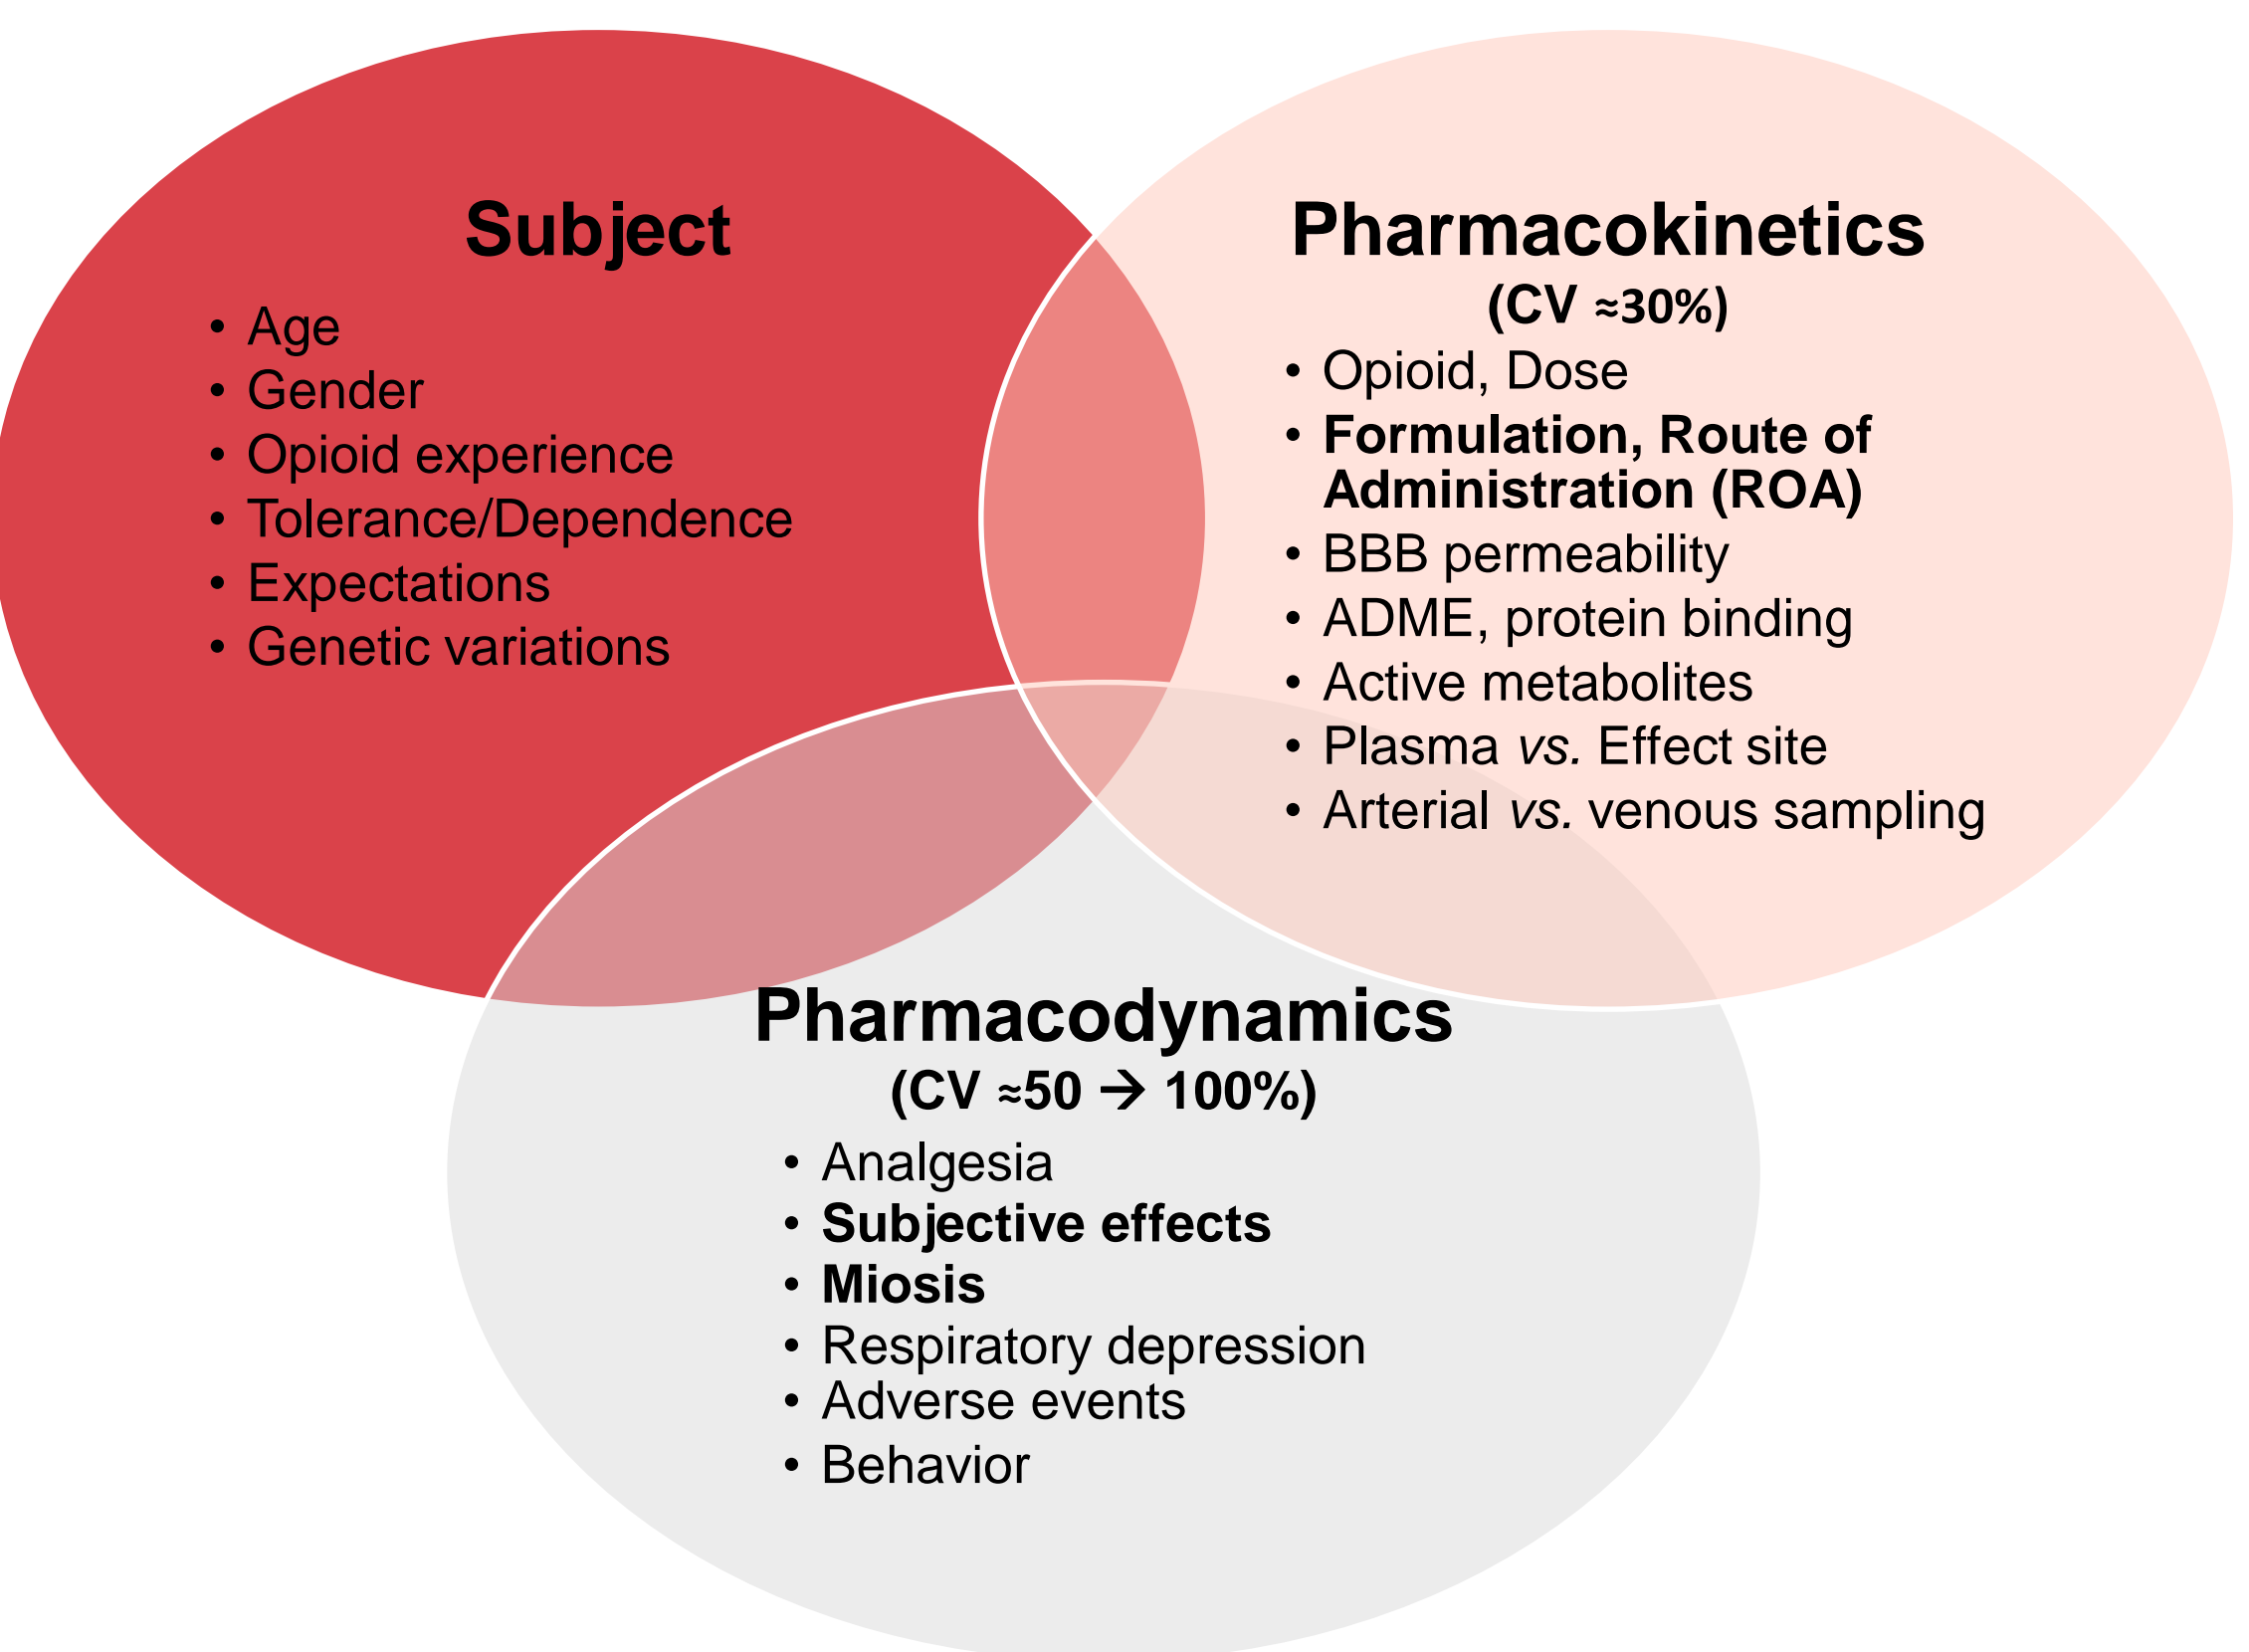 Subject
• Age
• Gender
• Opioid experience
• Tolerance/Dependence
• Expectations
• Genetic variations
Pharmacokinetics
(CV ≈30%)
• Opioid, Dose
• Formulation, Route of
Administration (ROA)
• BBB permeability
• ADME, protein binding
• Active metabolites
• Plasma vs. Effect site
• Arterial vs. venous sampling
Pharmacodynamics
(CV ≈50 → 100%)
• Analgesia
• Subjective effects
• Miosis
• Respiratory depression
• Adverse events
• Behavior